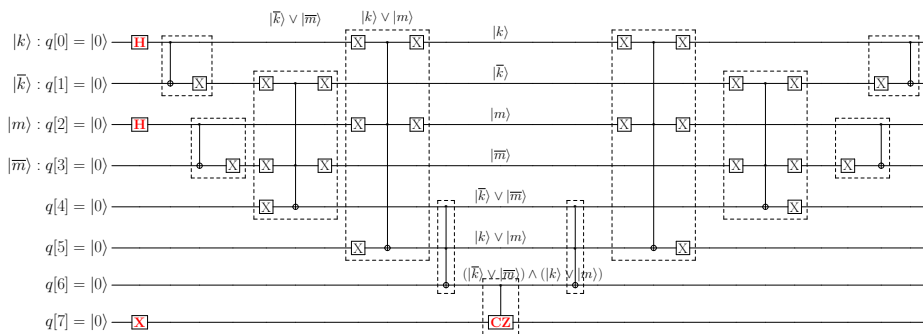 |k̅⟩ ∨ |m̅⟩ |k⟩ ∨ |m⟩
|k⟩ : q[0] = |0⟩ H X X |k⟩ X X
|k̅⟩ : q[1] = |0⟩ X X X |k̅⟩ X X X
|m⟩ : q[2] = |0⟩ H X X |m⟩ X X
|m̅⟩ : q[3] = |0⟩ X X X |m̅⟩ X X X
q[4] = |0⟩ X |k̅⟩ ∨ |m̅⟩ X
q[5] = |0⟩ X |k⟩ ∨ |m⟩ X
q[6] = |0⟩ (|k̅⟩ ∨ |m̅⟩) ∧ (|k⟩ ∨ |m⟩)
q[7] = |0⟩ X CZ